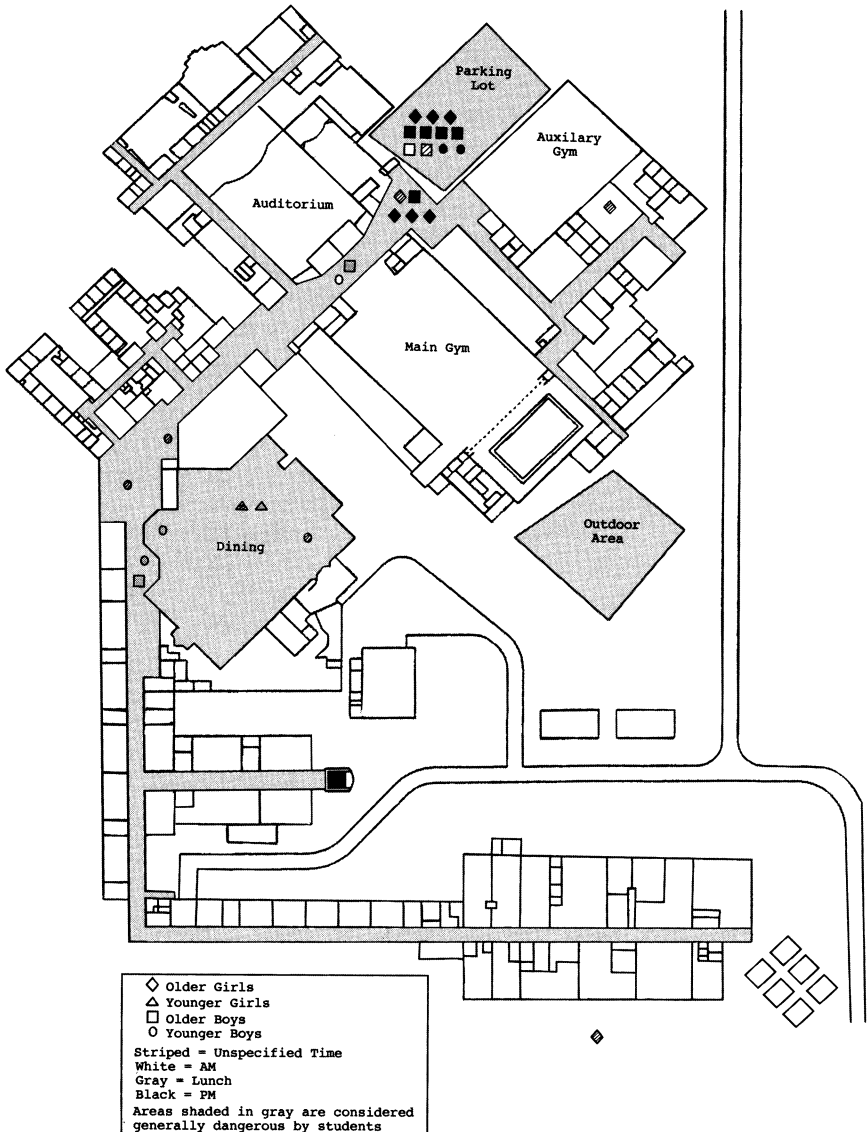 Parking
Lot
Auxilary
Gym
Auditorium
Main Gym
Outdoor
Area
Dining
Older Girls
Younger Girls
Older Boys
Younger Boys
Striped = Unspecified Time
White = AM
Gray = Lunch
Black = PM
Areas shaded in gray are considered
generally dangerous by students